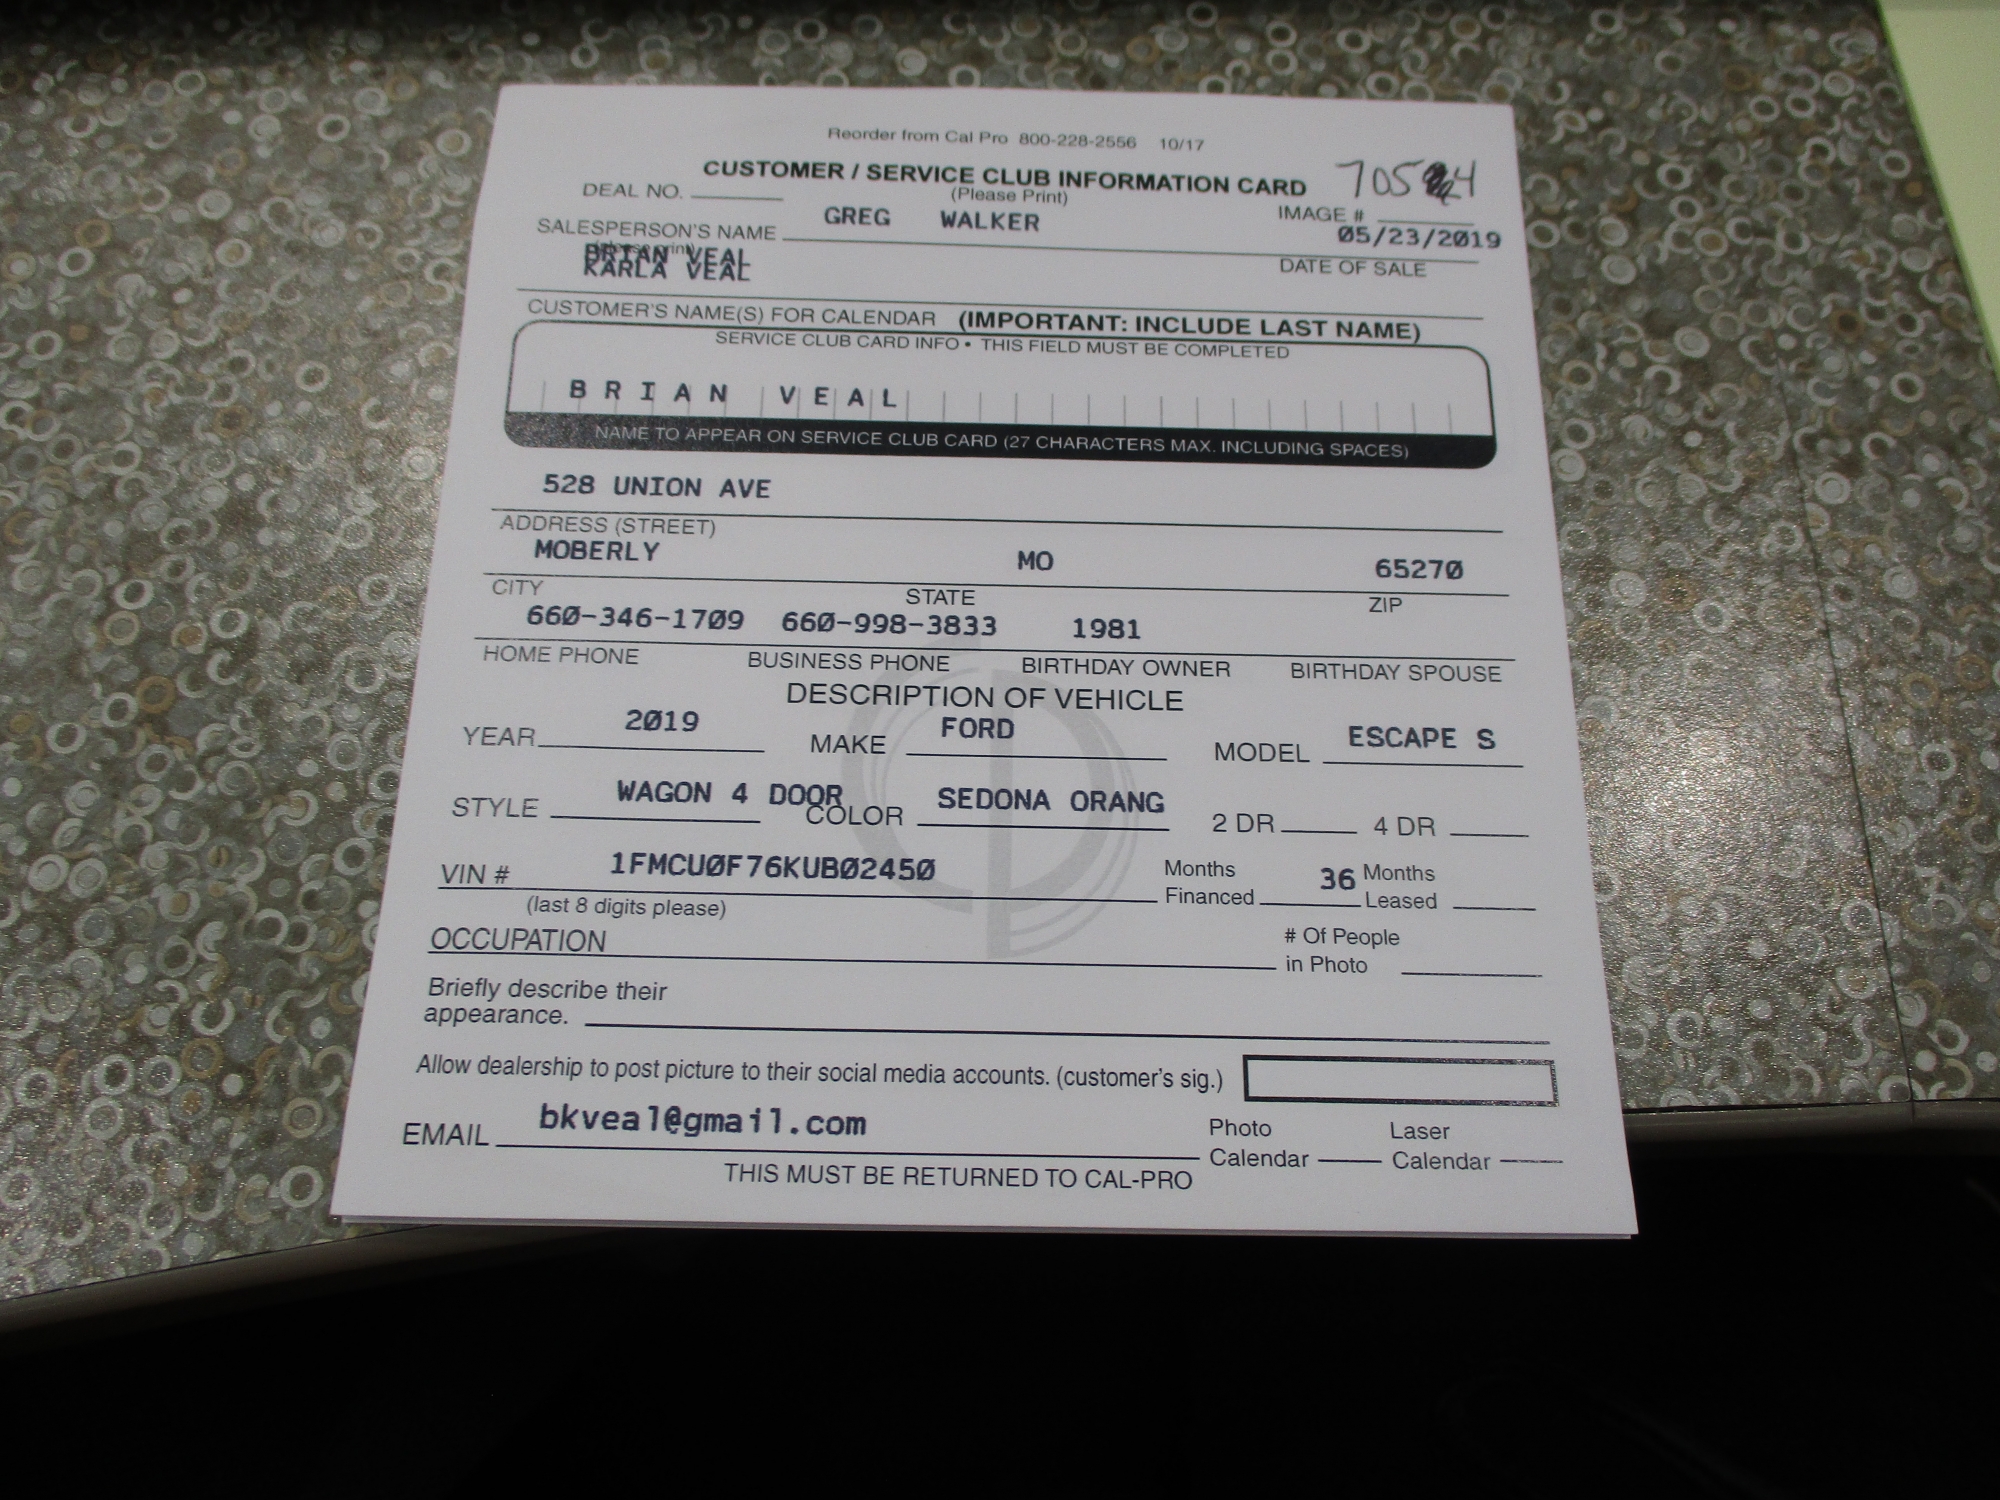 Reorder from Cal Pro 800-228-2556 10/17
CUSTOMER / SERVICE CLUB INFORMATION CARD
DEAL NO. (Please Print) IMAGE #
SALESPERSON'S NAME GREG WALKER 05/23/2019
(please print) DATE OF SALE
BRIAN VEAL
KARLA VEAL
CUSTOMER'S NAME(S) FOR CALENDAR (IMPORTANT: INCLUDE LAST NAME)
SERVICE CLUB CARD INFO • THIS FIELD MUST BE COMPLETED
BRIAN VEAL
NAME TO APPEAR ON SERVICE CLUB CARD (27 CHARACTERS MAX. INCLUDING SPACES)
528 UNION AVE
ADDRESS (STREET)
MOBERLY MO 65270
CITY STATE ZIP
660-346-1709 660-998-3833 1981
HOME PHONE BUSINESS PHONE BIRTHDAY OWNER BIRTHDAY SPOUSE
DESCRIPTION OF VEHICLE
YEAR 2019 MAKE FORD MODEL ESCAPE S
STYLE WAGON 4 DOOR COLOR SEDONA ORANG 2 DR 4 DR
VIN # 1FMCU0F76KUB02450 Months Financed 36 Months Leased
(last 8 digits please)
OCCUPATION # Of People in Photo
Briefly describe their
appearance.
Allow dealership to post picture to their social media accounts. (customer's sig.)
EMAIL bkveal@gmail.com Photo Calendar Laser Calendar
THIS MUST BE RETURNED TO CAL-PRO